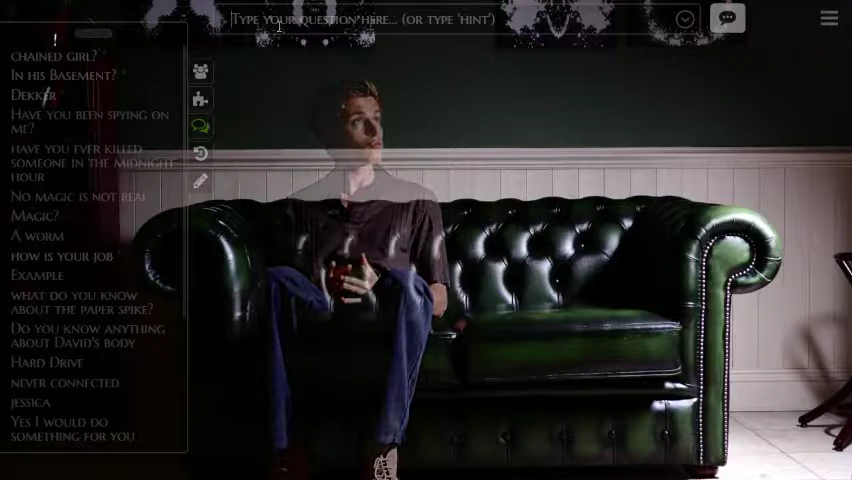 Type your question here... (or type 'hint')
!
chained girl?
In his Basement?
Dekker
Have you been spying on
me?
have you ever killed
someone in the midnight
hour
No magic is not real
Magic?
A worm
how is your job
Example
what do you know
about the paper spike?
Do you know anything
about David's body
Hard Drive
never connected
jessica
Yes I would do
something for you